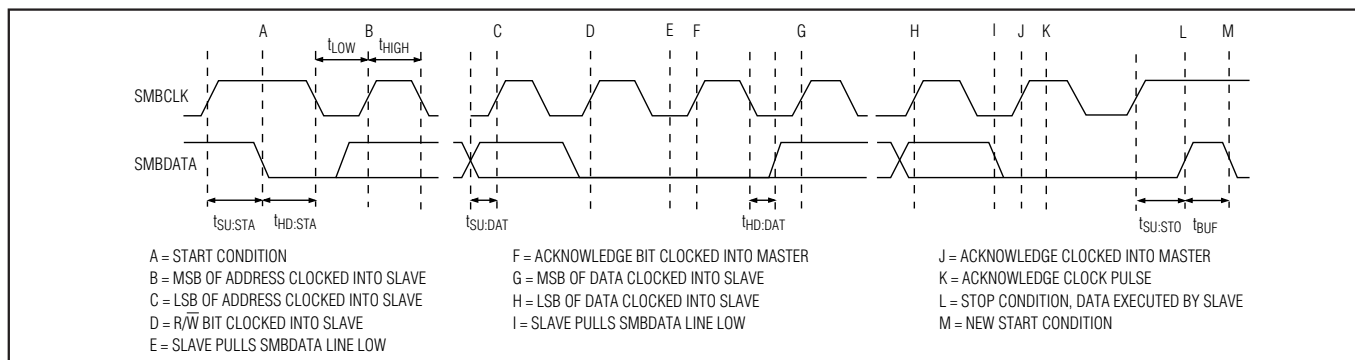 A B C D E F G H I J K L M
tLOW tHIGH
SMBCLK
SMBDATA
tSU:STA tHD:STA tSU:DAT tHD:DAT tSU:STO tBUF
A = START CONDITION
B = MSB OF ADDRESS CLOCKED INTO SLAVE
C = LSB OF ADDRESS CLOCKED INTO SLAVE
D = R/W̅ BIT CLOCKED INTO SLAVE
E = SLAVE PULLS SMBDATA LINE LOW
F = ACKNOWLEDGE BIT CLOCKED INTO MASTER
G = MSB OF DATA CLOCKED INTO SLAVE
H = LSB OF DATA CLOCKED INTO SLAVE
I = SLAVE PULLS SMBDATA LINE LOW
J = ACKNOWLEDGE CLOCKED INTO MASTER
K = ACKNOWLEDGE CLOCK PULSE
L = STOP CONDITION, DATA EXECUTED BY SLAVE
M = NEW START CONDITION